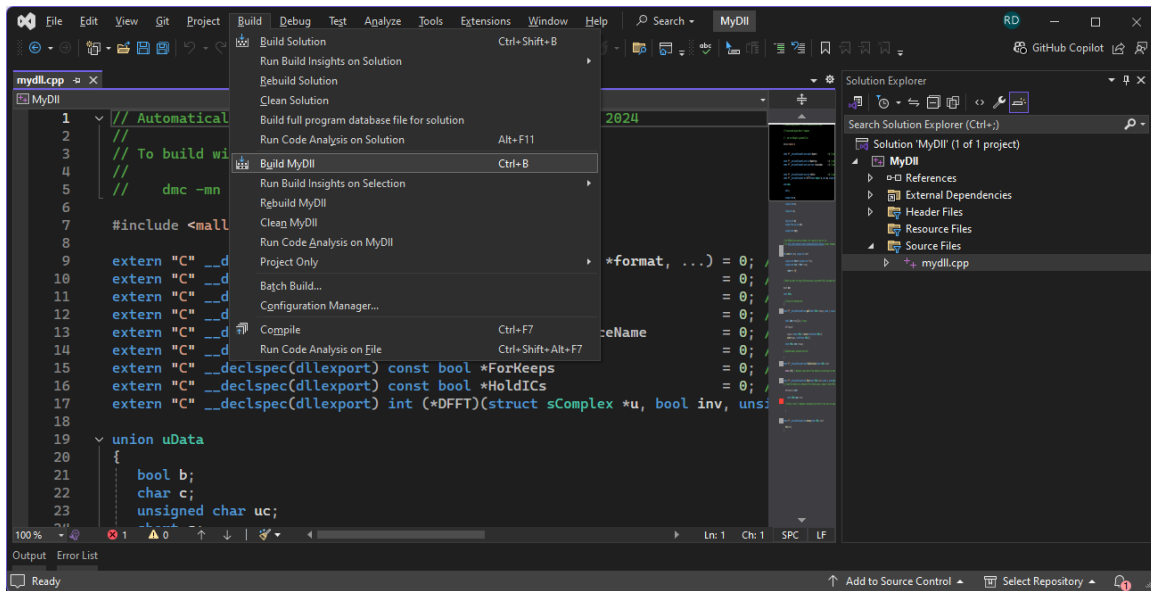 File Edit View Git Project Build Debug Test Analyze Tools Extensions Window Help Search MyDll RD
GitHub Copilot
Build Solution Ctrl+Shift+B
Run Build Insights on Solution
Rebuild Solution
Clean Solution
Build full program database file for solution
Run Code Analysis on Solution Alt+F11
Build MyDll Ctrl+B
Run Build Insights on Selection
Rebuild MyDll
Clean MyDll
Run Code Analysis on MyDll
Project Only
Batch Build...
Configuration Manager...
Compile Ctrl+F7
Run Code Analysis on File Ctrl+Shift+Alt+F7
mydll.cpp
MyDll
1 // Automatical 2024
2 //
3 // To build wi
4 //
5 // dmc -mn
6
7 #include <mall
8
9 extern "C" __d *format, ...) = 0; /
10 extern "C" __d = 0; /
11 extern "C" __d = 0; /
12 extern "C" __d = 0; /
13 extern "C" __d ceName = 0; /
14 extern "C" __d = 0; /
15 extern "C" __declspec(dllexport) const bool *ForKeeps = 0; /
16 extern "C" __declspec(dllexport) const bool *HoldICs = 0; /
17 extern "C" __declspec(dllexport) int (*DFFT)(struct sComplex *u, bool inv, unsi
18
19 union uData
20 {
21 bool b;
22 char c;
23 unsigned char uc;
100 % 1 0 Ln: 1 Ch: 1 SPC LF
Solution Explorer
Search Solution Explorer (Ctrl+;)
Solution 'MyDll' (1 of 1 project)
MyDll
References
External Dependencies
Header Files
Resource Files
Source Files
mydll.cpp
Output Error List
Ready Add to Source Control Select Repository 1